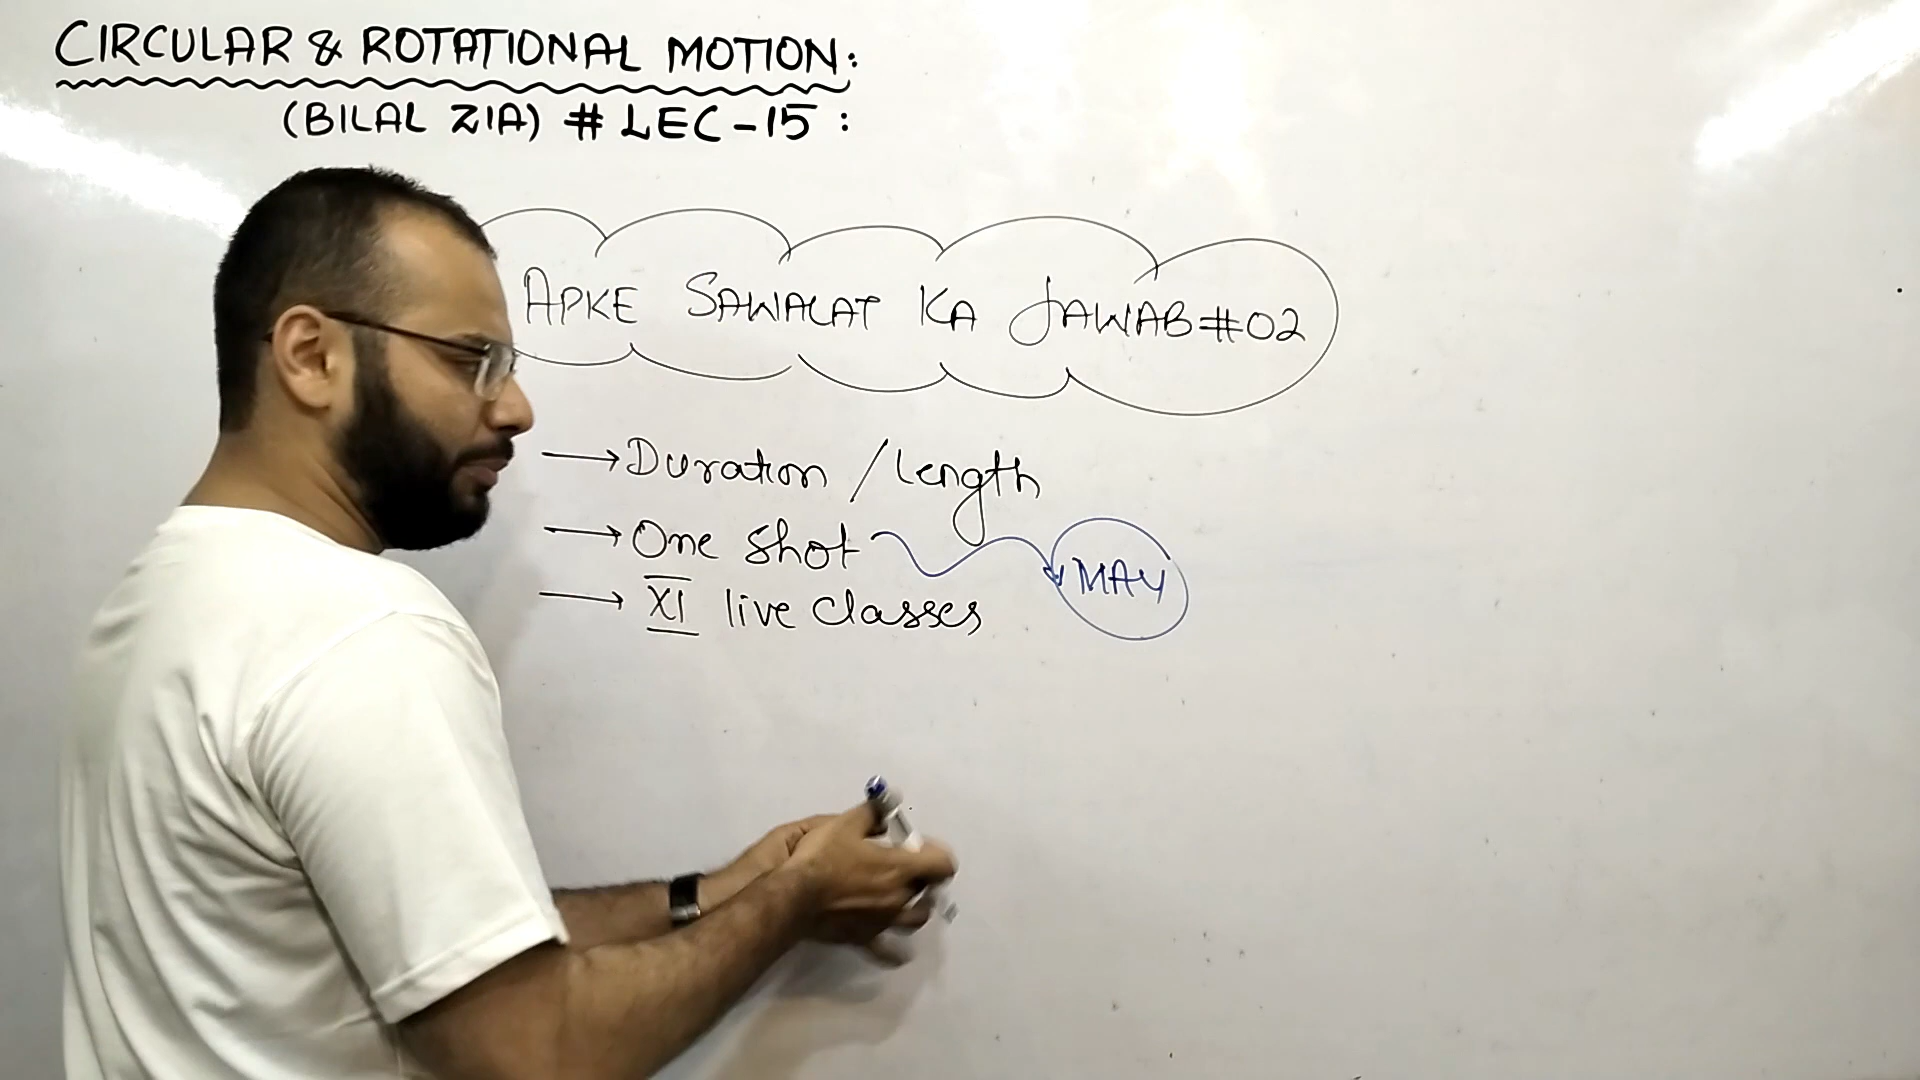 CIRCULAR & ROTATIONAL MOTION:
(BILAL ZIA) # LEC-15:
APKE SAWALAT KA JAWAB#02
→ Duration / length
→ One shot → MAY
→ XI live classes